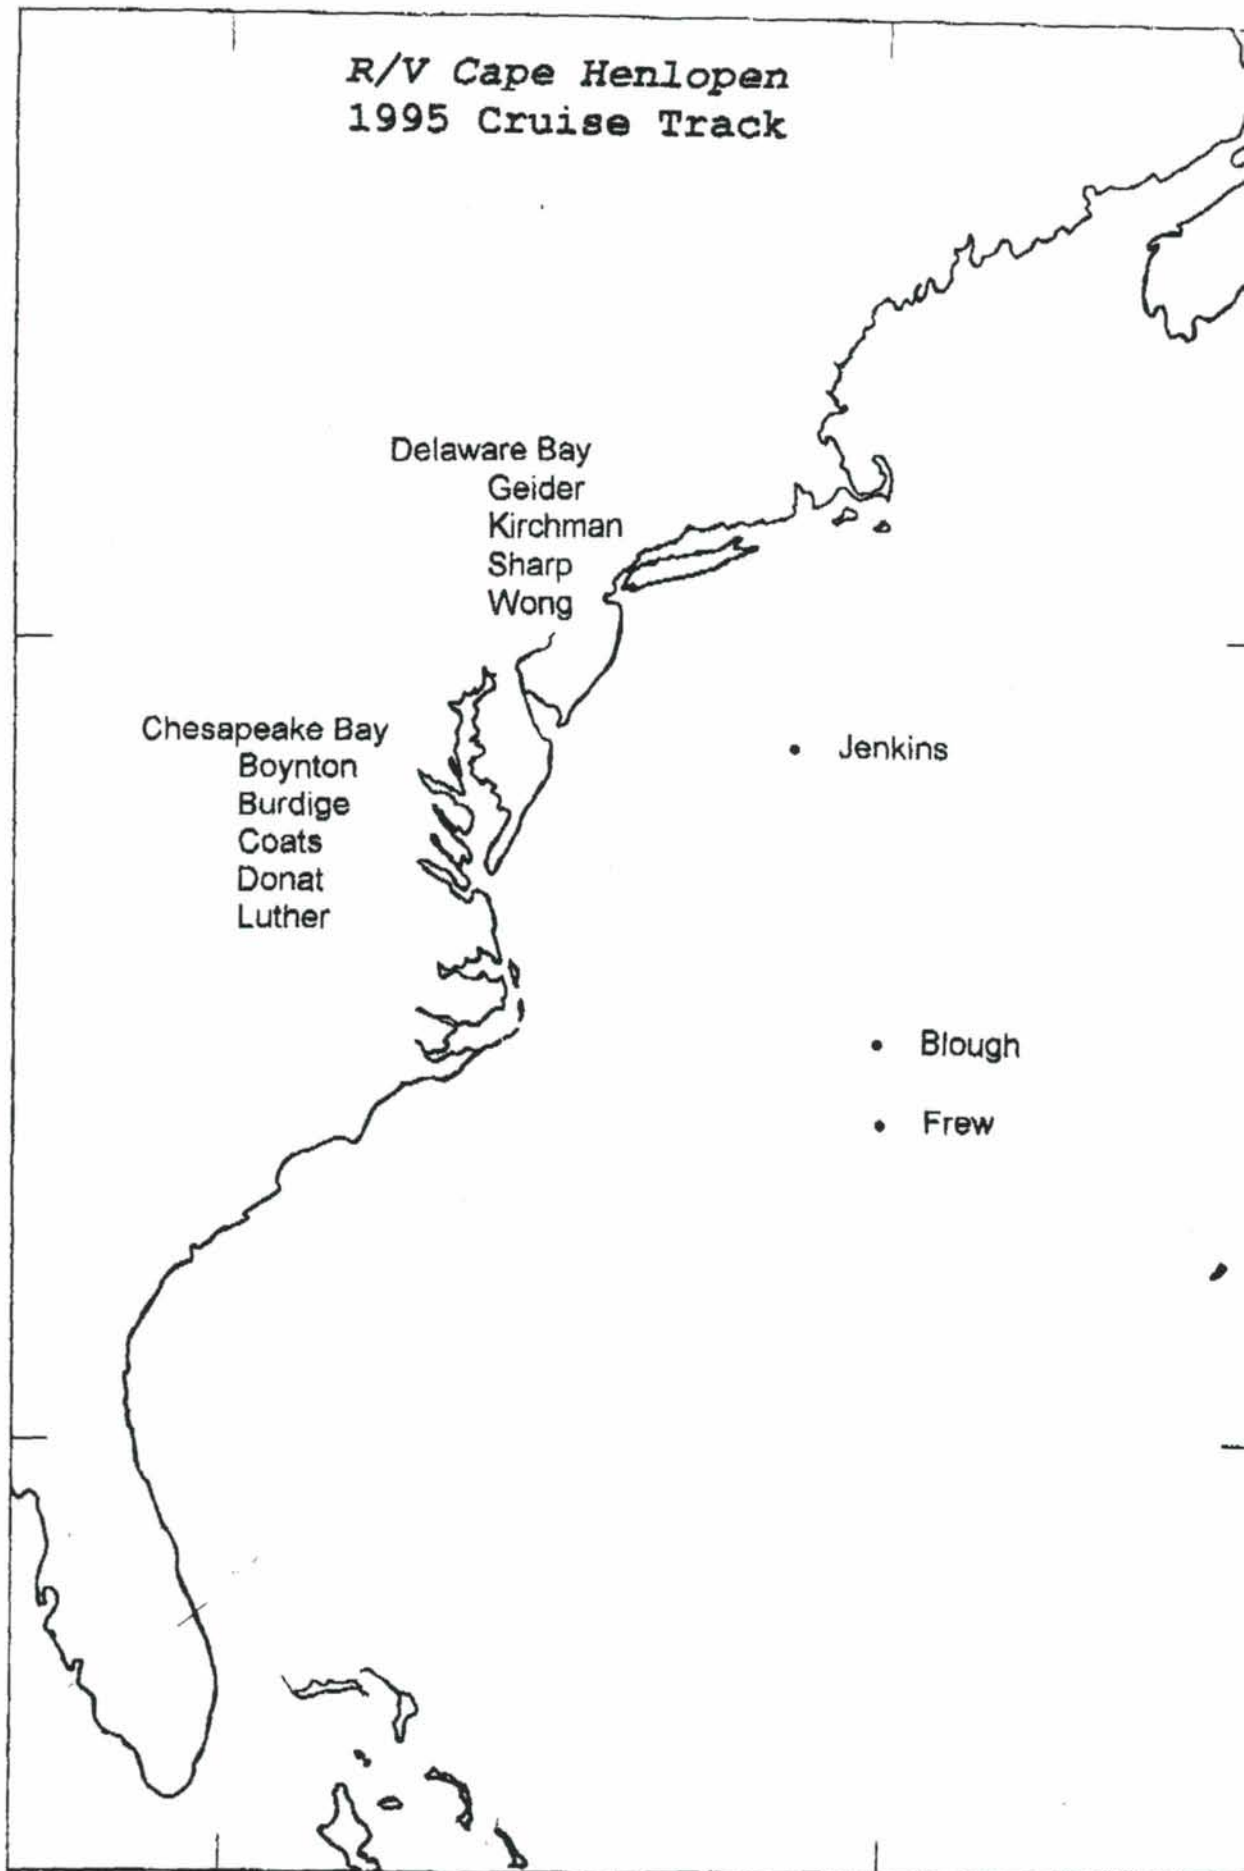 R/V Cape Henlopen
1995 Cruise Track
Delaware Bay
Geider
Kirchman
Sharp
Wong
Chesapeake Bay
Boynton
Burdige
Coats
Donat
Luther
Jenkins
Blough
Frew